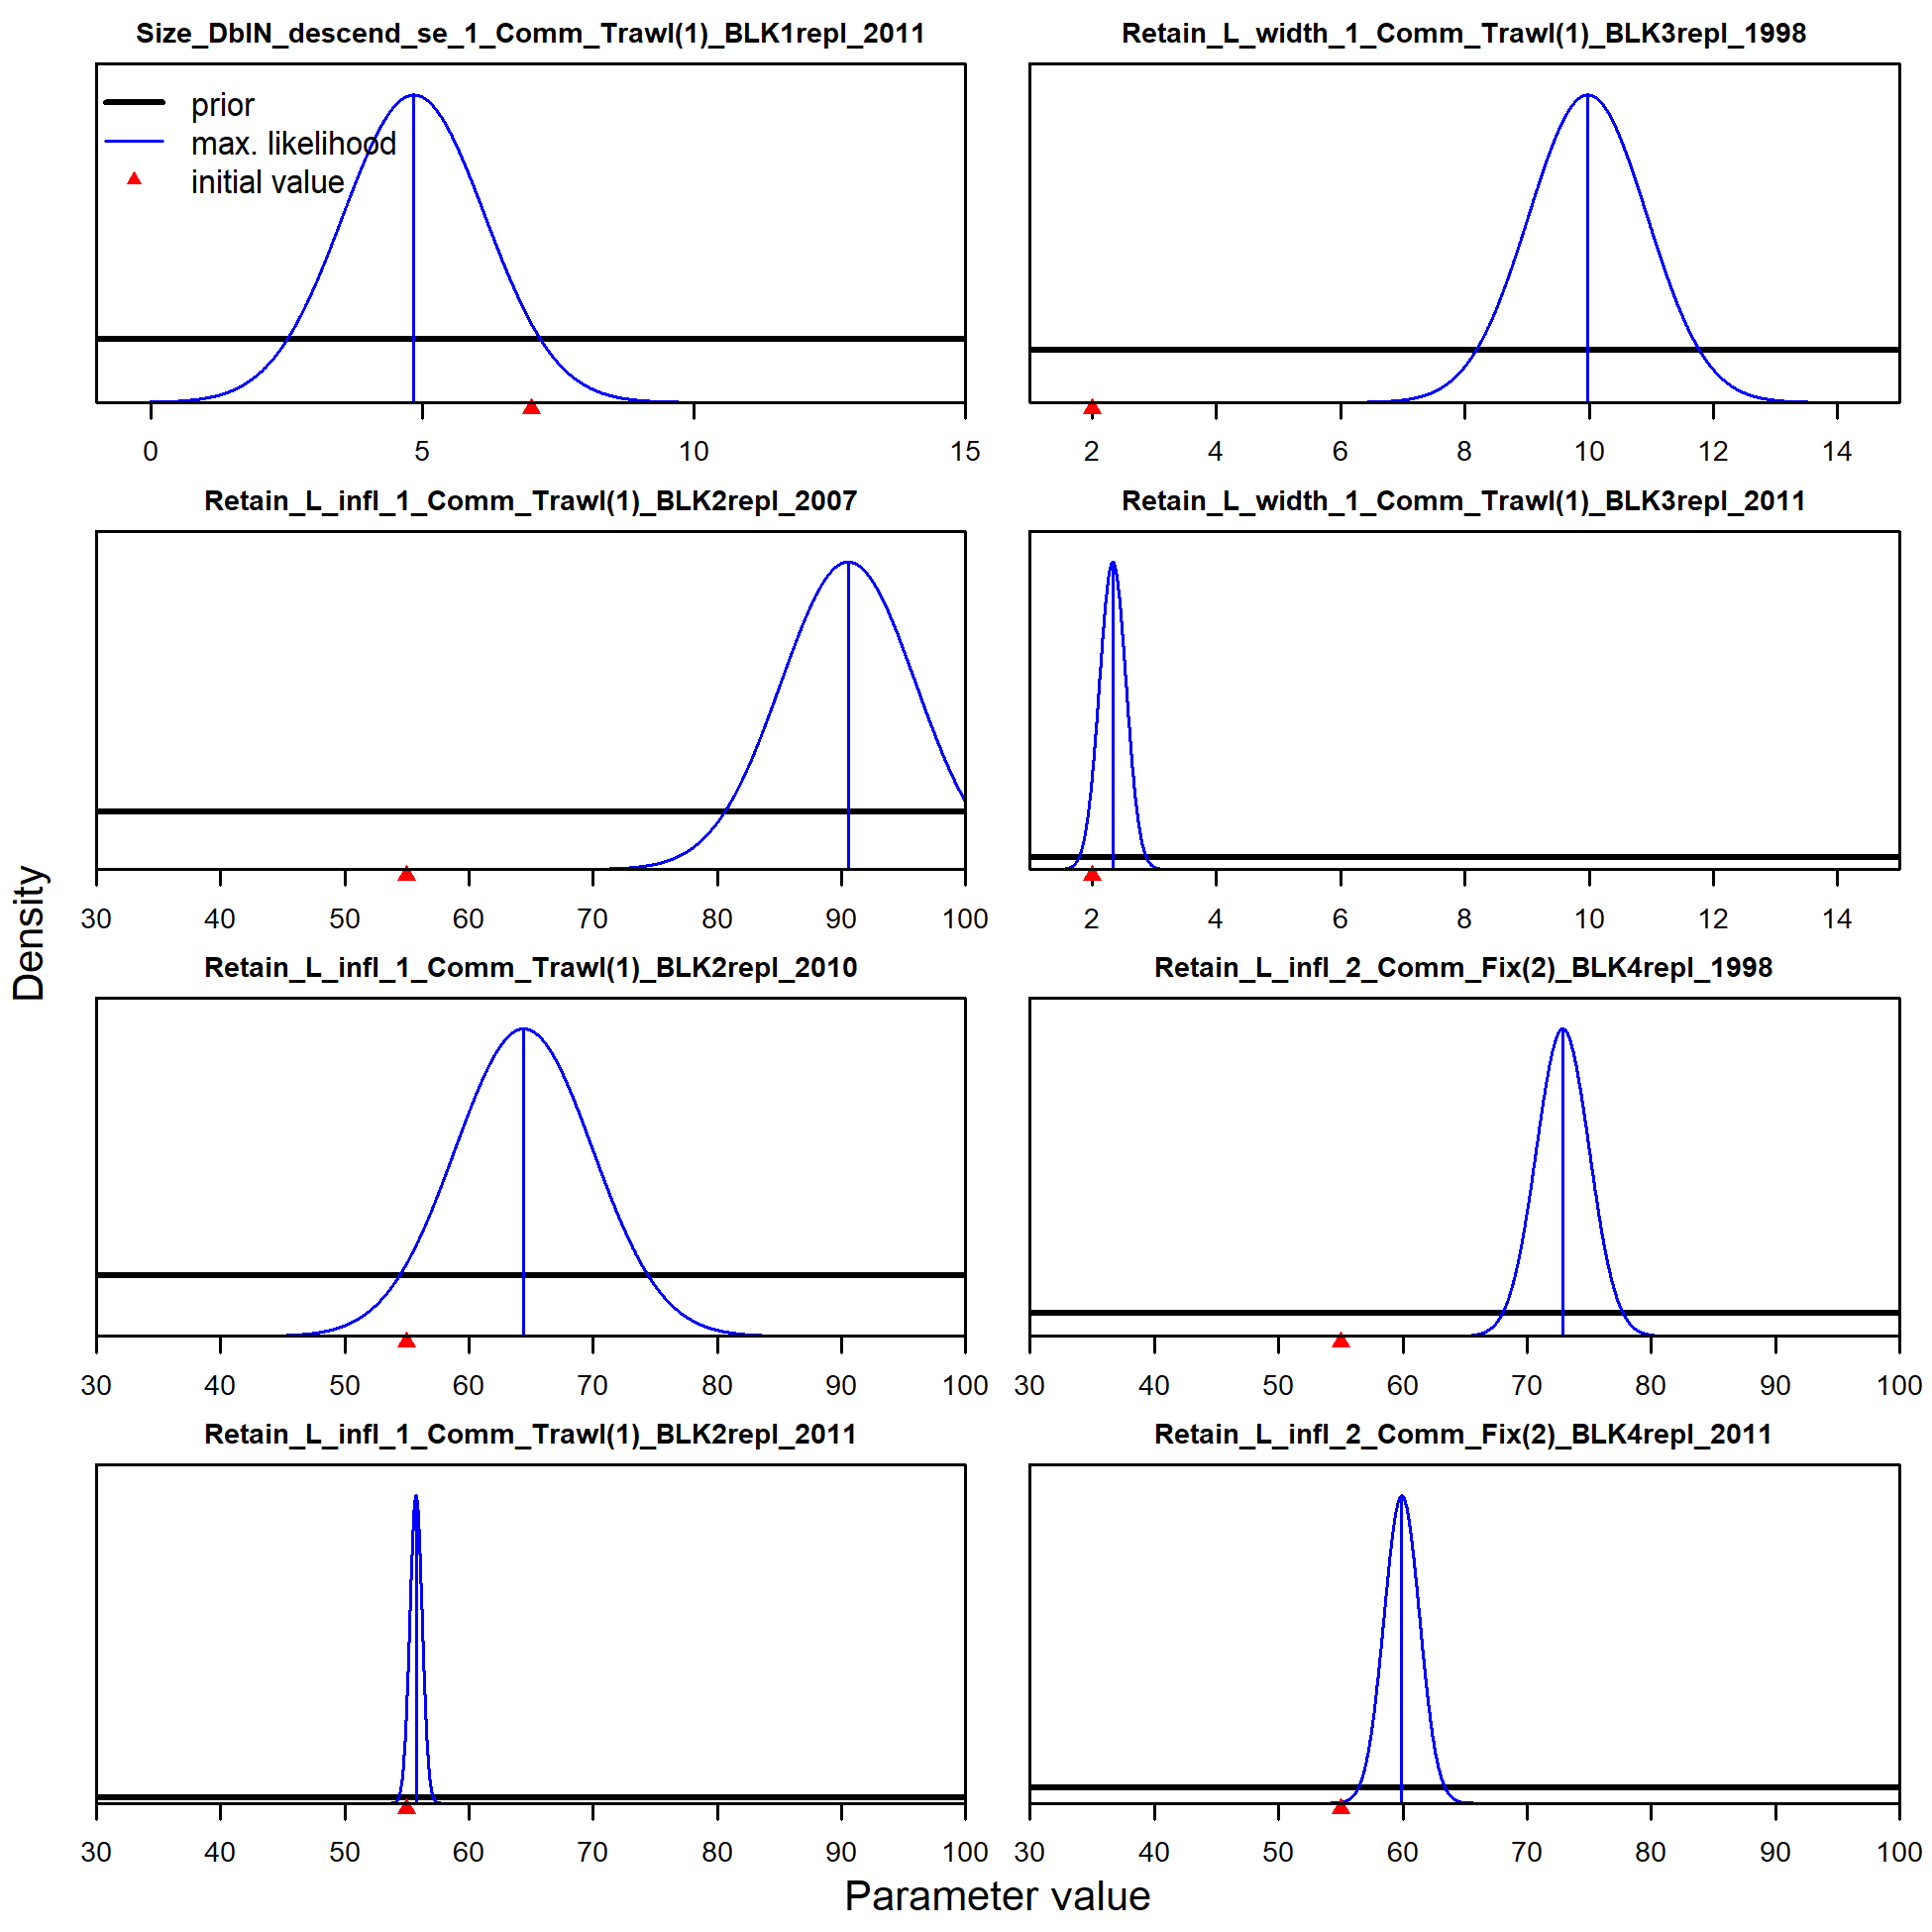 Size_DblN_descend_se_1_Comm_Trawl(1)_BLK1repl_2011
prior
max. likelihood
initial value
0 5 10 15
Retain_L_width_1_Comm_Trawl(1)_BLK3repl_1998
2 4 6 8 10 12 14
Retain_L_infl_1_Comm_Trawl(1)_BLK2repl_2007
30 40 50 60 70 80 90 100
Retain_L_width_1_Comm_Trawl(1)_BLK3repl_2011
2 4 6 8 10 12 14
Retain_L_infl_1_Comm_Trawl(1)_BLK2repl_2010
30 40 50 60 70 80 90 100
Retain_L_infl_2_Comm_Fix(2)_BLK4repl_1998
30 40 50 60 70 80 90 100
Retain_L_infl_1_Comm_Trawl(1)_BLK2repl_2011
30 40 50 60 70 80 90 100
Retain_L_infl_2_Comm_Fix(2)_BLK4repl_2011
30 40 50 60 70 80 90 100
Density
Parameter value